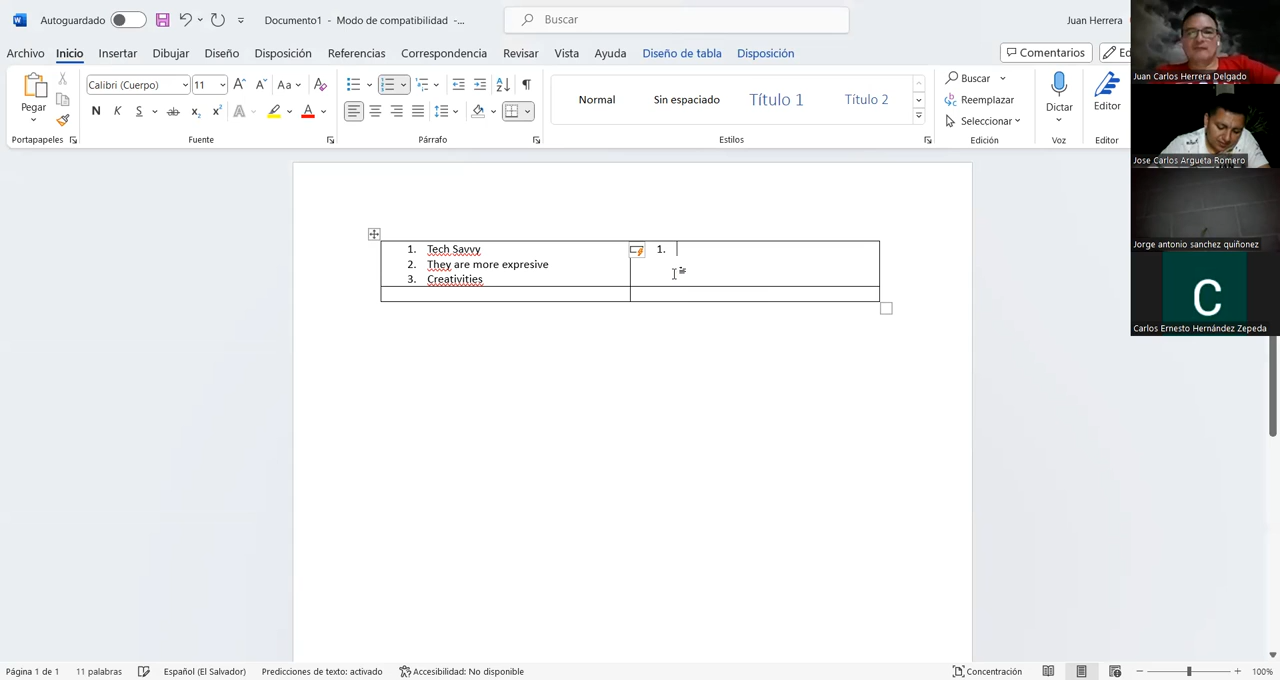 Autoguardado
Documento1 - Modo de compatibilidad -...
Buscar
Juan Herrera
Archivo Inicio Insertar Dibujar Diseño Disposición Referencias Correspondencia Revisar Vista Ayuda Diseño de tabla Disposición
Comentarios
Ed
Pegar
Portapapeles
Calibri (Cuerpo) 11
Fuente
Párrafo
Normal
Sin espaciado
Título 1
Título 2
Estilos
Buscar
Reemplazar
Seleccionar
Edición
Dictar
Voz
Editor
Editor
Juan Carlos Herrera Delgado
Jose Carlos Argueta Romero
Jorge antonio sanchez quiñonez
C
Carlos Ernesto Hernández Zepeda
1. Tech Savvy
2. They are more expresive
3. Creativities
1.
Página 1 de 1 11 palabras Español (El Salvador) Predicciones de texto: activado Accesibilidad: No disponible Concentración 100%